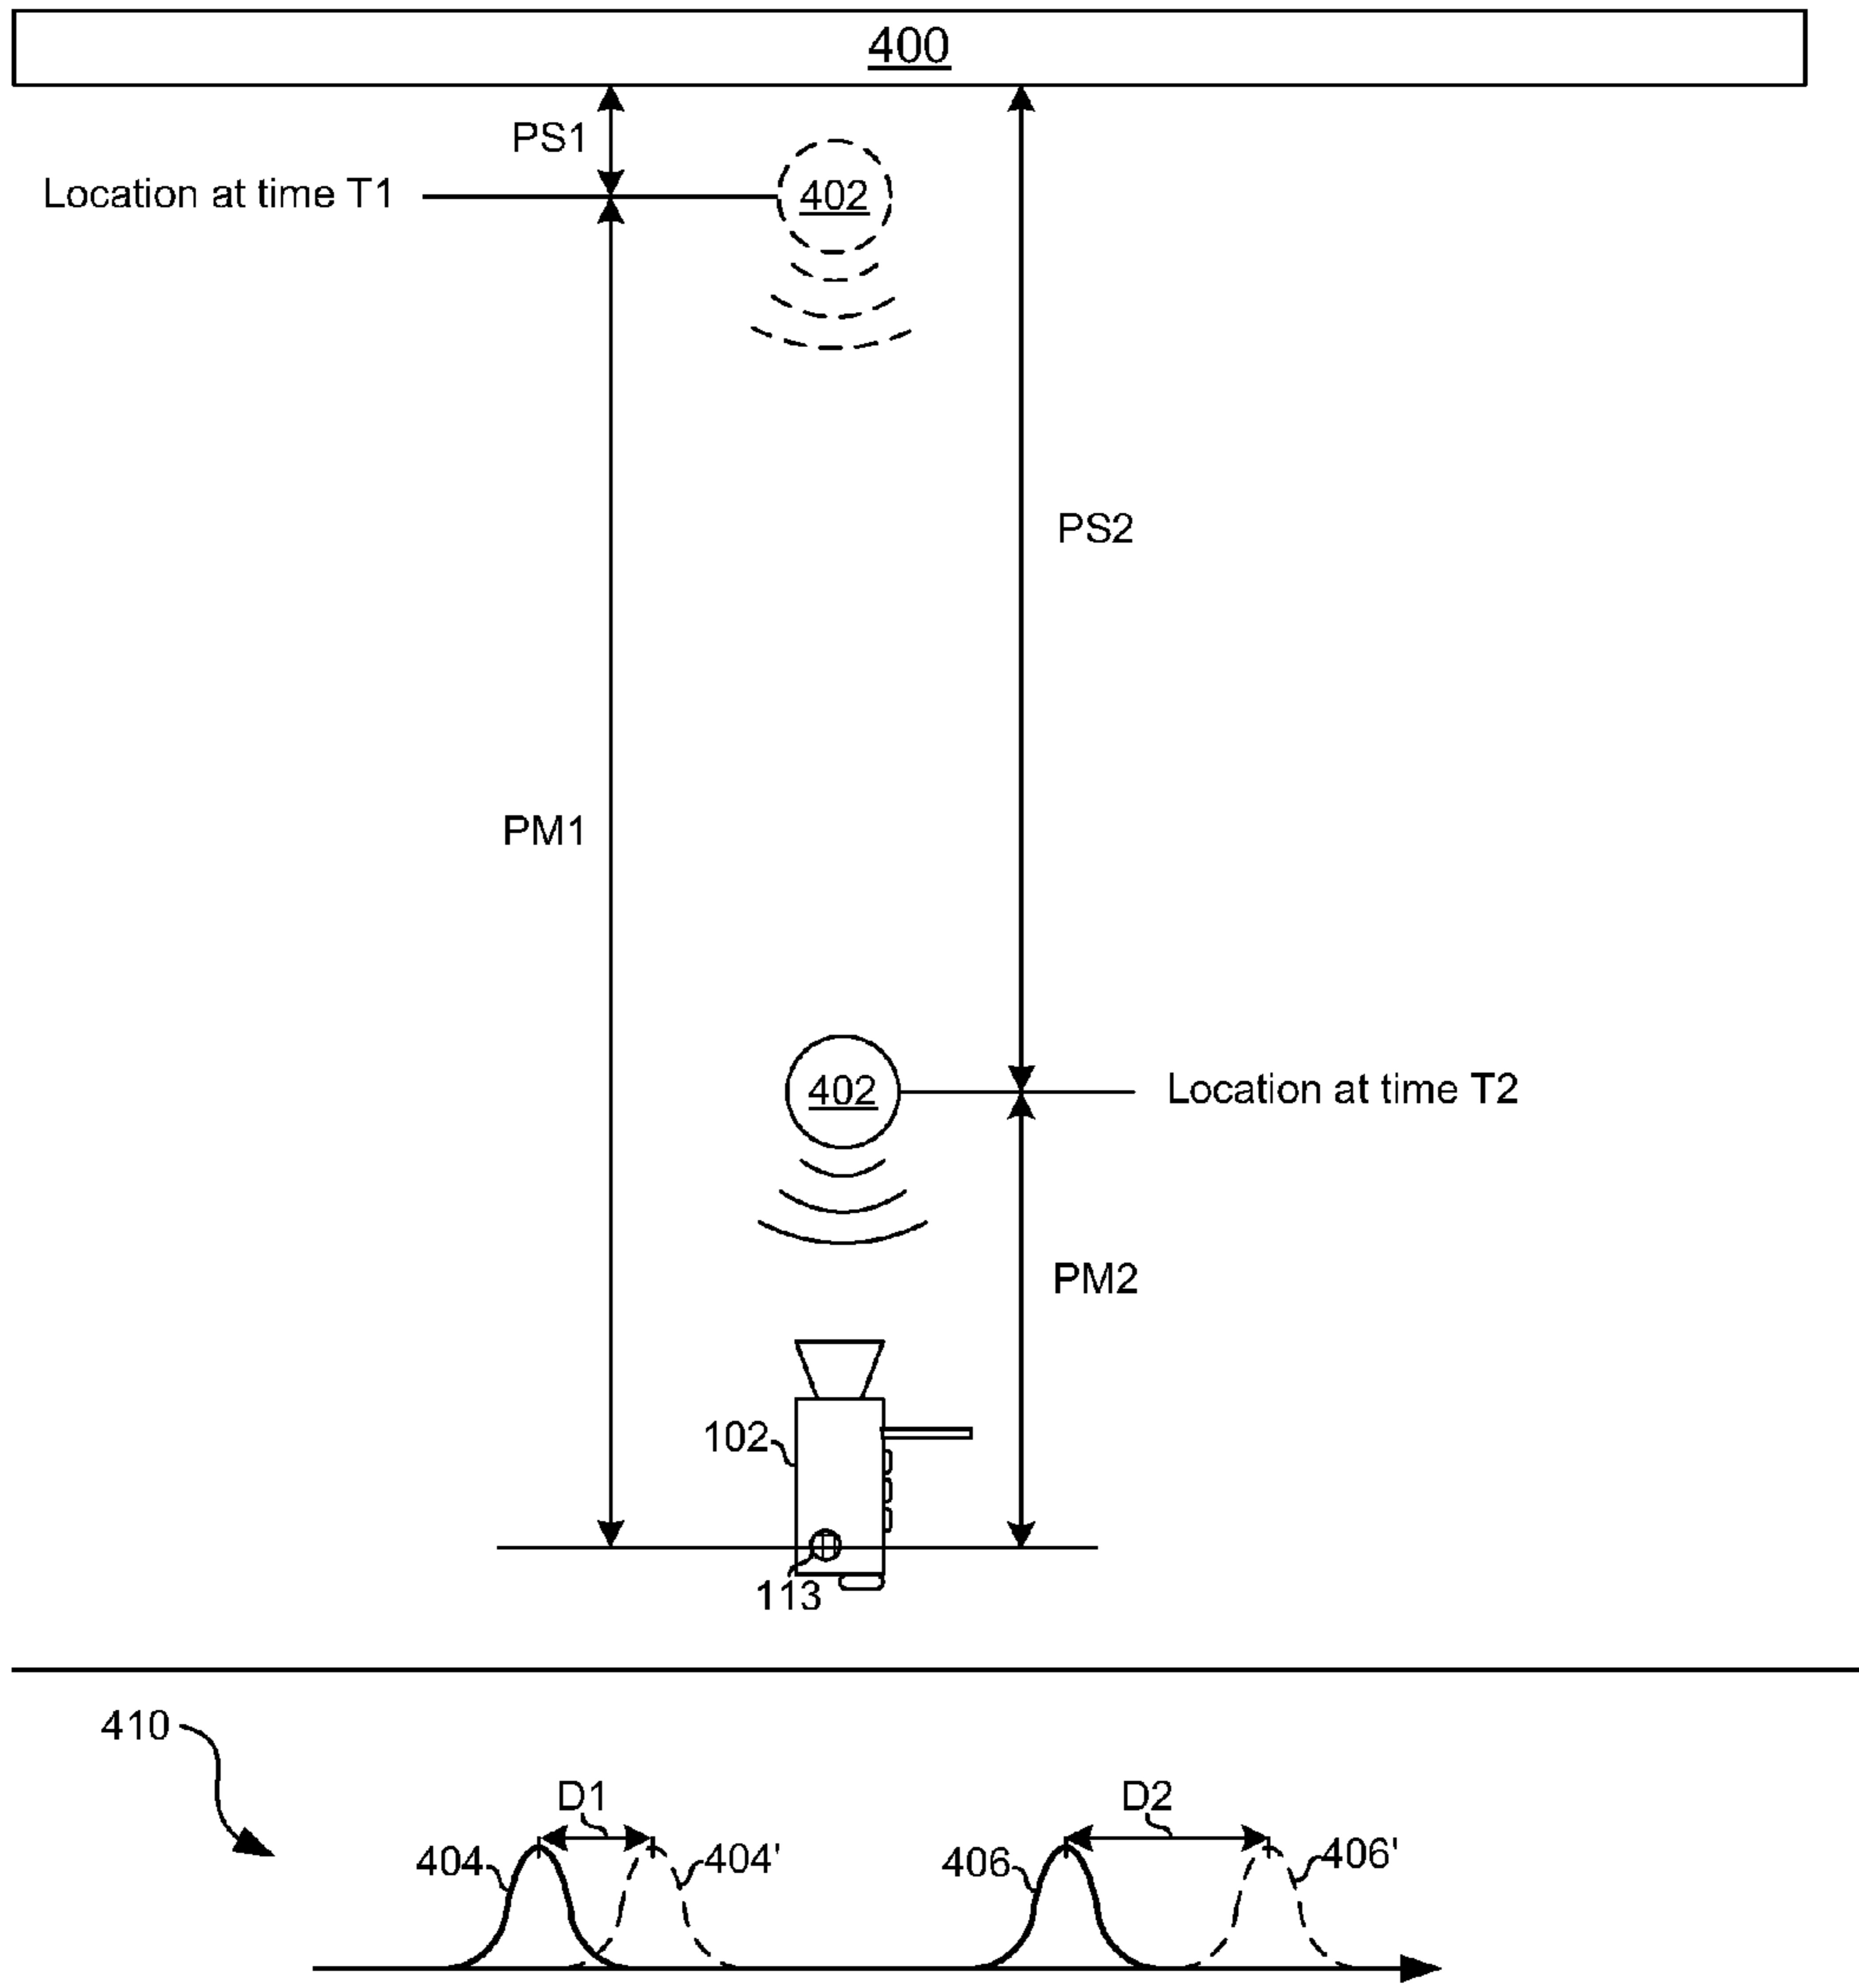 400
PS1
Location at time T1
402
PS2
PM1
402
Location at time T2
PM2
102
113
410
D1
D2
404
404'
406
406'